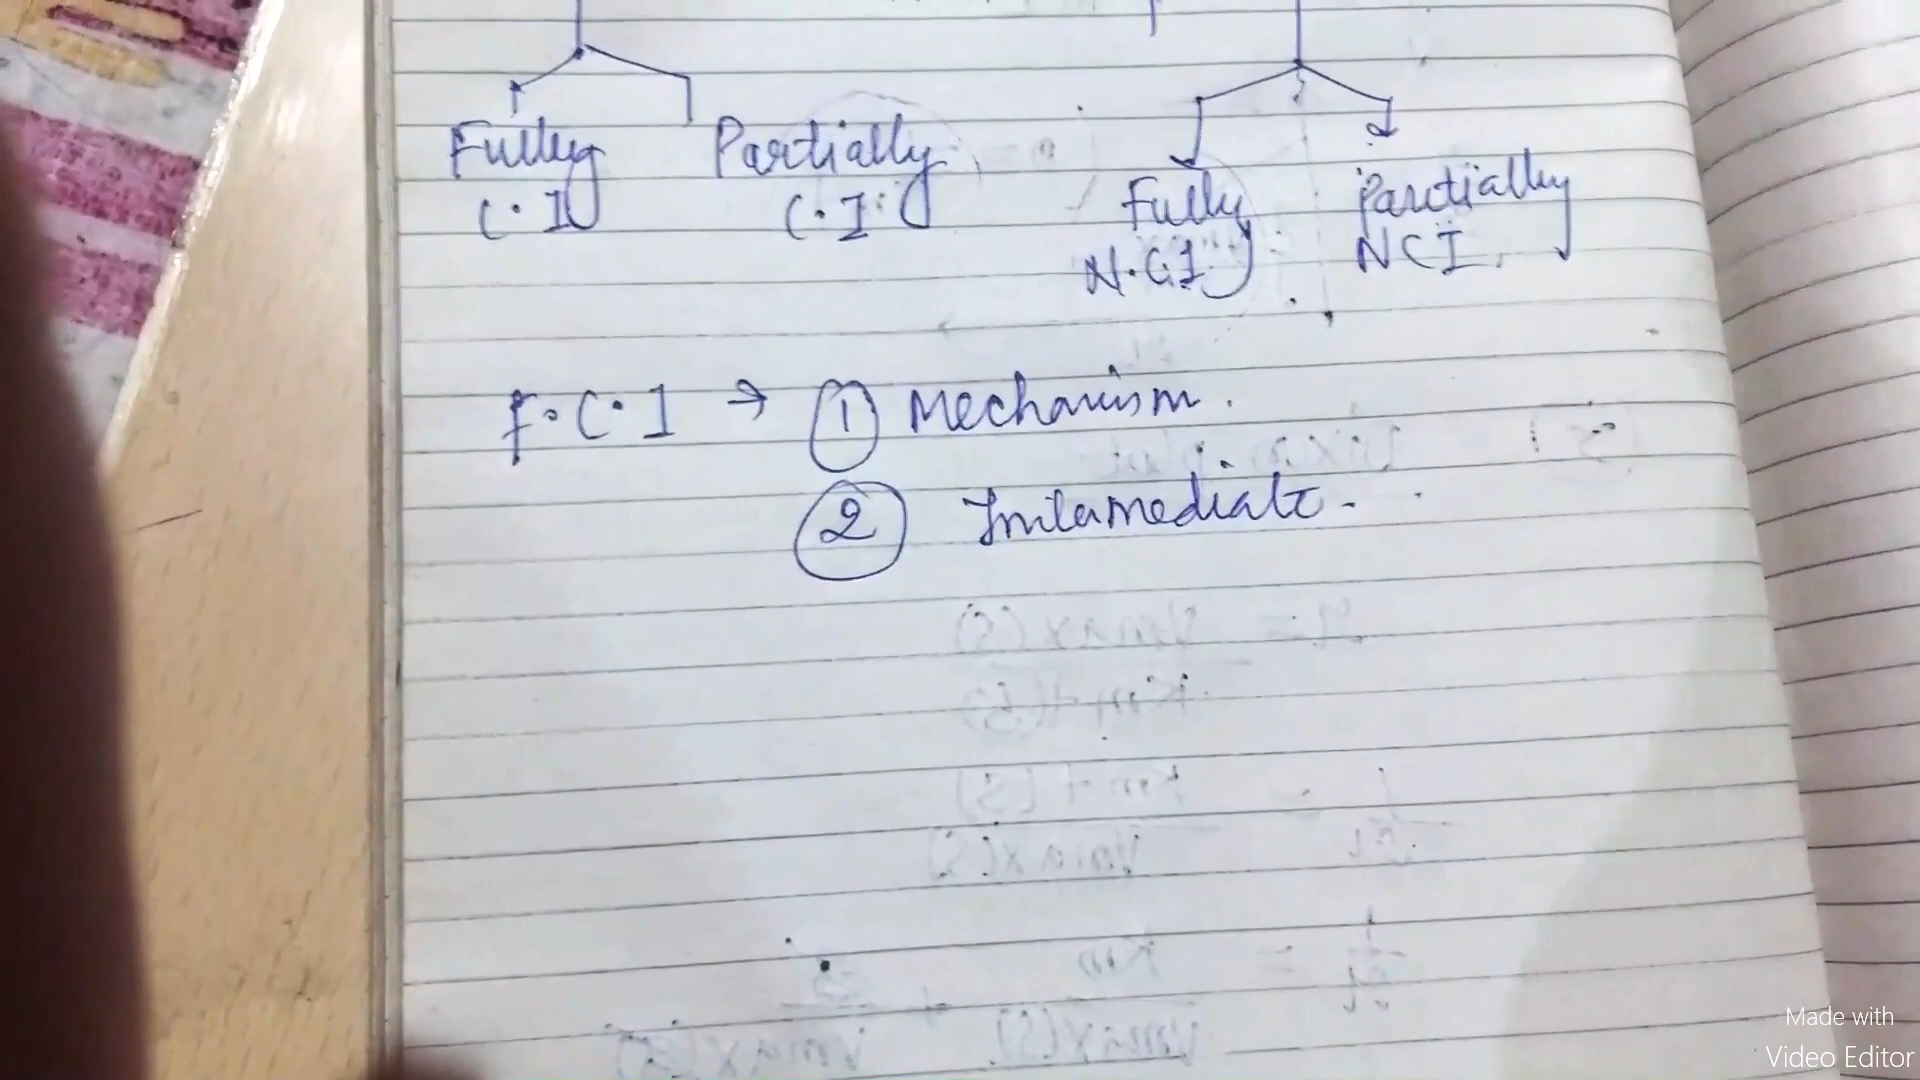 Fully Partially
C.I C.I
Fully Partially
N.C.I NCI
F.C.I → ① Mechanism.
② Intermediate.
Made with
Video Editor